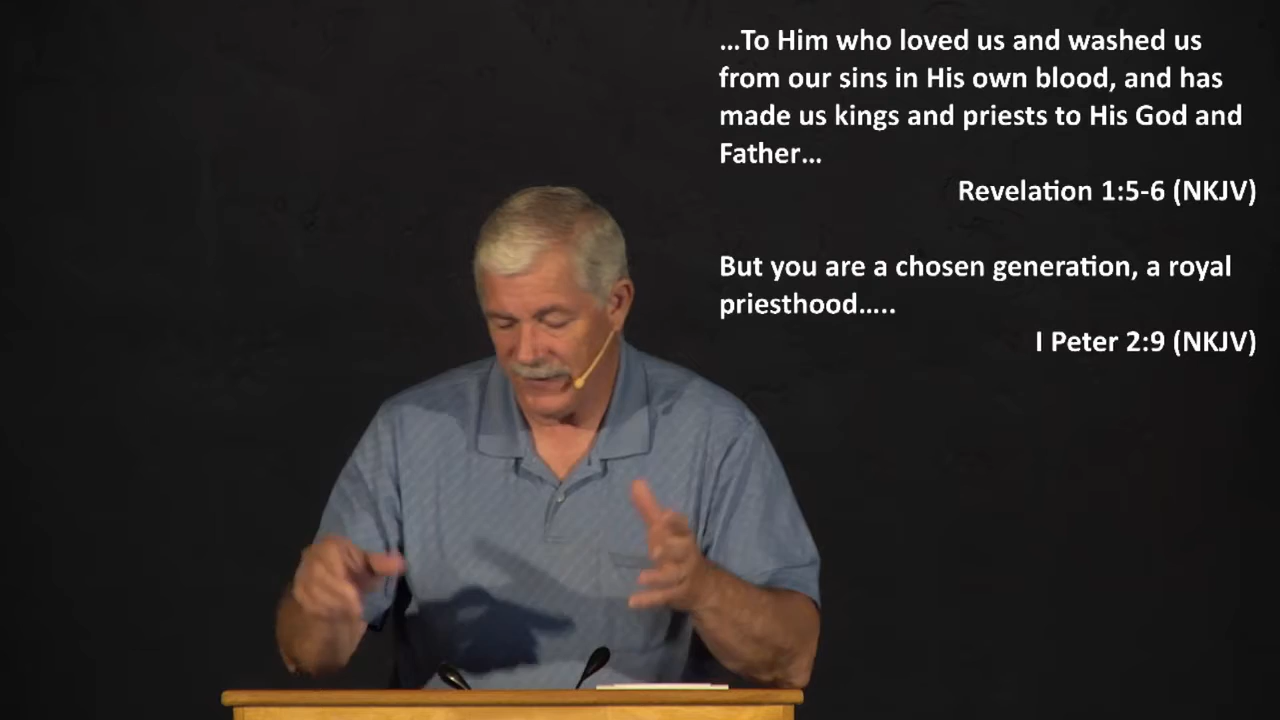 …To Him who loved us and washed us
from our sins in His own blood, and has
made us kings and priests to His God and
Father…
Revelation 1:5-6 (NKJV)
But you are a chosen generation, a royal
priesthood…..
I Peter 2:9 (NKJV)